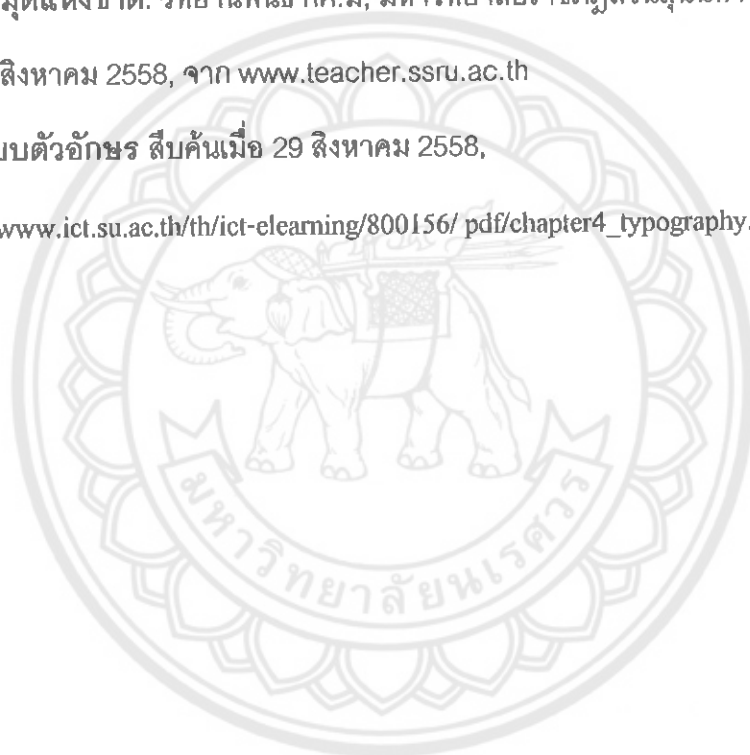 สิงหาคม 2558, จาก www.teacher.ssru.ac.th
บบตัวอักษร สืบค้นเมื่อ 29 สิงหาคม 2558,
www.ict.su.ac.th/th/ict-elearning/800156/ pdf/chapter4_typography.
มหาวิทยาลัยนเรศวร